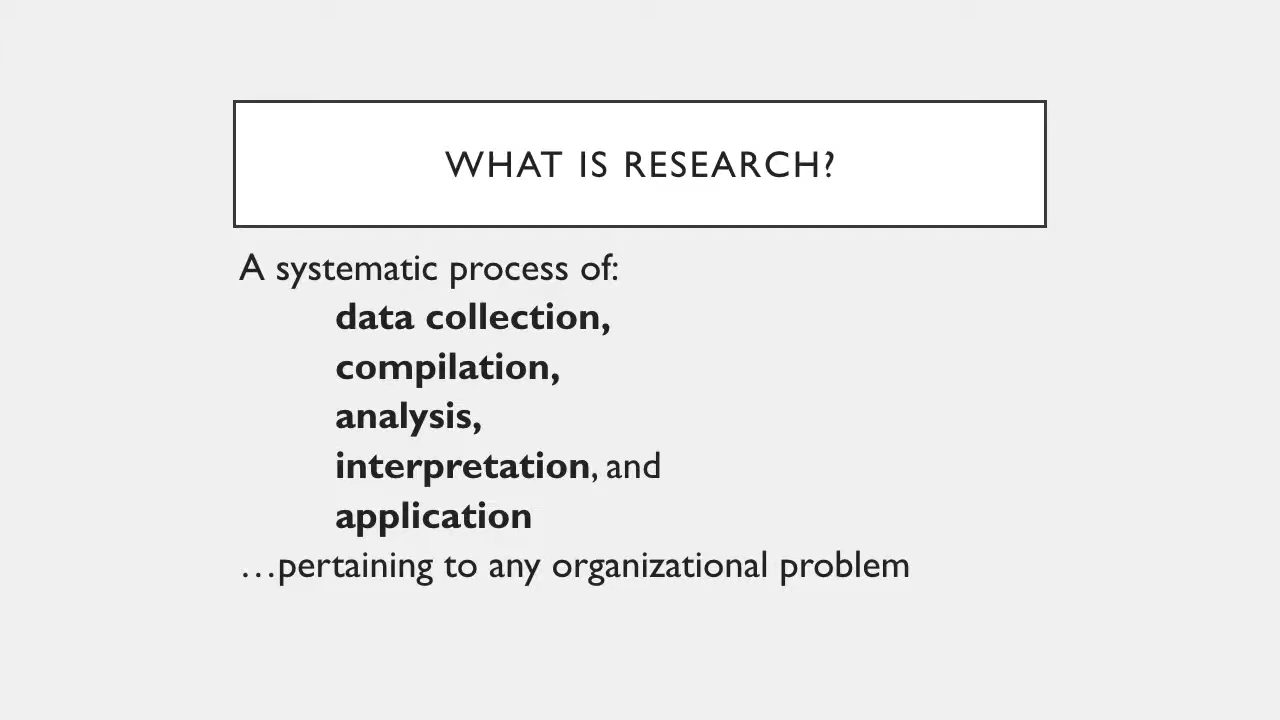 WHAT IS RESEARCH?
A systematic process of:
data collection,
compilation,
analysis,
interpretation, and
application
…pertaining to any organizational problem